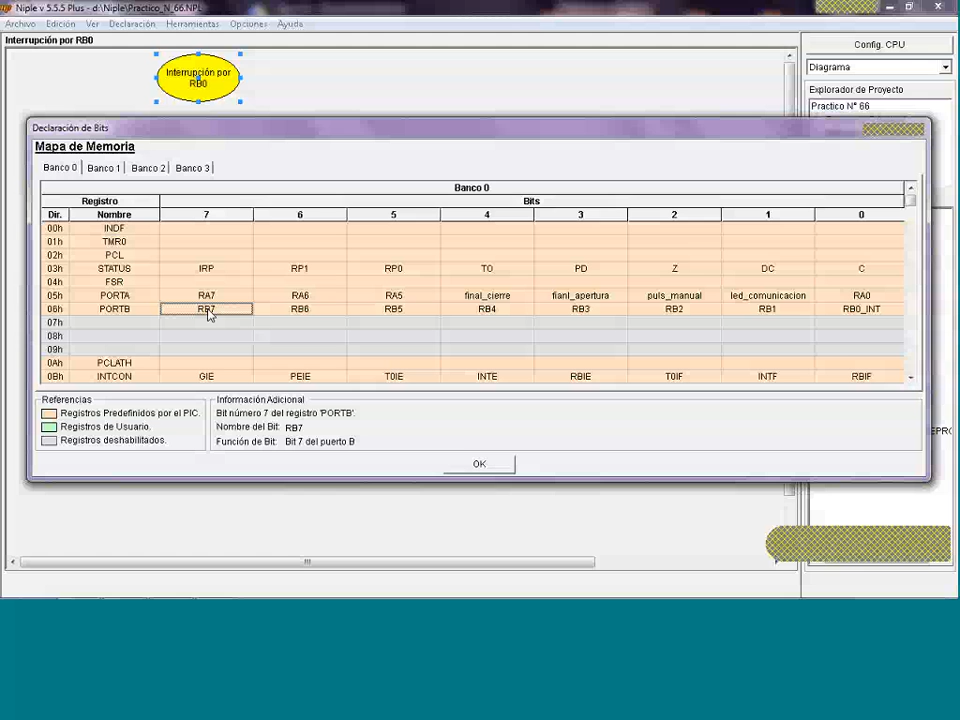 Niple v 5.5.5 Plus - d:\Niple\Practico_N_66.NPL
Archivo Edición Ver Declaración Herramientas Opciones Ayuda
Interrupción por RB0
Interrupción por
RB0
Config. CPU
Diagrama
Explorador de Proyecto
Practico N° 66
Declaración de Bits
Mapa de Memoria
Banco 0 Banco 1 Banco 2 Banco 3
Banco 0
Registro Bits
Dir. Nombre 7 6 5 4 3 2 1 0
00h INDF
01h TMR0
02h PCL
03h STATUS IRP RP1 RP0 TO PD Z DC C
04h FSR
05h PORTA RA7 RA6 RA5 final_cierre fianl_apertura puls_manual led_comunicacion RA0
06h PORTB RB7 RB6 RB5 RB4 RB3 RB2 RB1 RB0_INT
07h
08h
09h
0Ah PCLATH
0Bh INTCON GIE PEIE T0IE INTE RBIE T0IF INTF RBIF
Referencias
Registros Predefinidos por el PIC.
Registros de Usuario.
Registros deshabilitados.
Información Adicional
Bit número 7 del registro 'PORTB'.
Nombre del Bit: RB7
Función de Bit: Bit 7 del puerto B
EPRO
OK